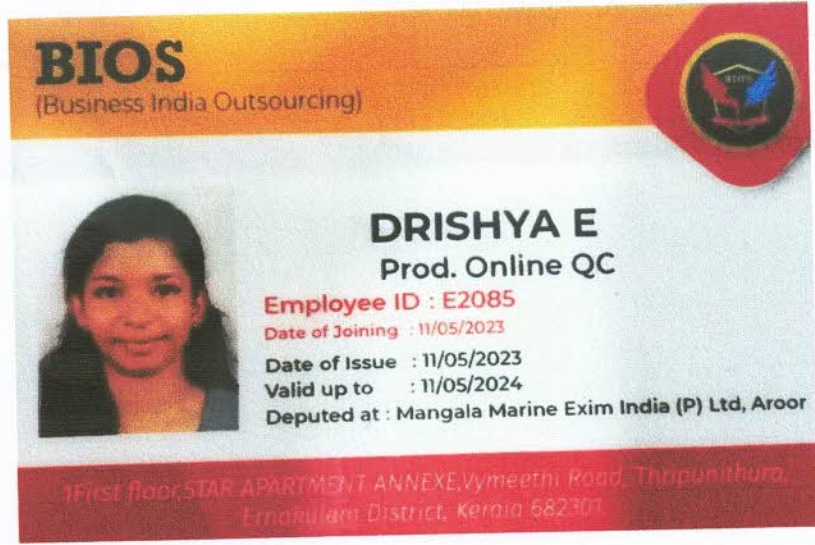 BIOS
(Business India Outsourcing)
DRISHYA E
Prod. Online QC
Employee ID : E2085
Date of Joining : 11/05/2023
Date of Issue : 11/05/2023
Valid up to : 11/05/2024
Deputed at : Mangala Marine Exim India (P) Ltd, Aroor
1First floor,STAR APARTMENT ANNEXE,Vymeethi Road, Thripunithura,
Ernakulam District, Kerala 682301